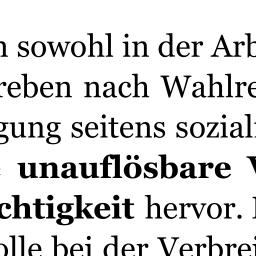 n sowohl in der Arb
reben nach Wahlre
gung seitens sozial
unauflösbare
chtigkeit hervor.
olle bei der Verbrei